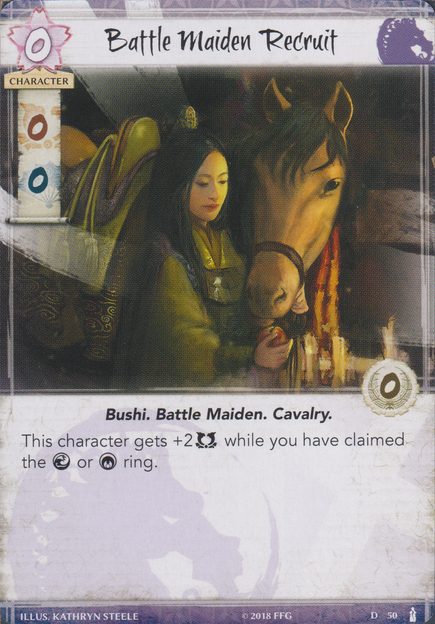 0
Battle Maiden Recruit
CHARACTER
0
0
0
Bushi. Battle Maiden. Cavalry.
This character gets +2 while you have claimed
the or ring.
ILLUS. KATHRYN STEELE
© 2018 FFG
D 50